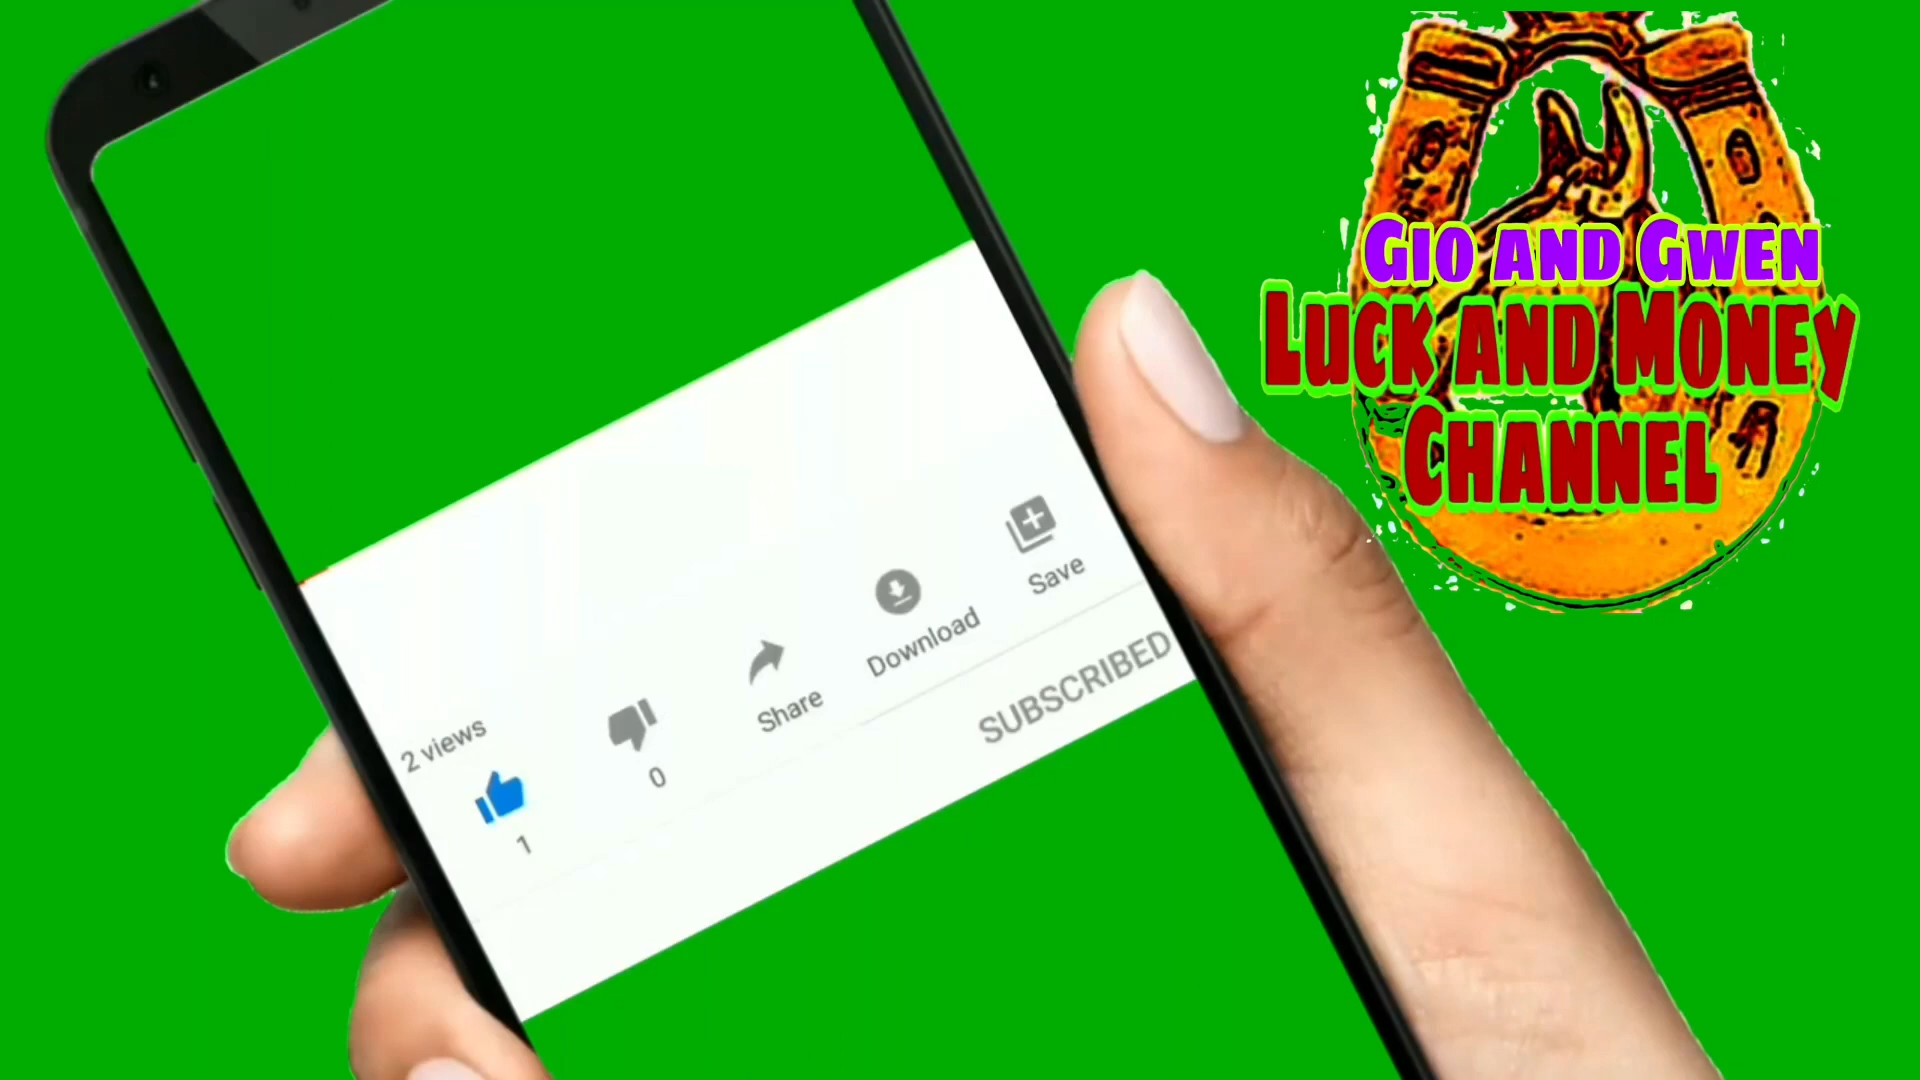 Gio and Gwen
Luck and Money
Channel
2 views
1
0
Share
Download
Save
SUBSCRIBED